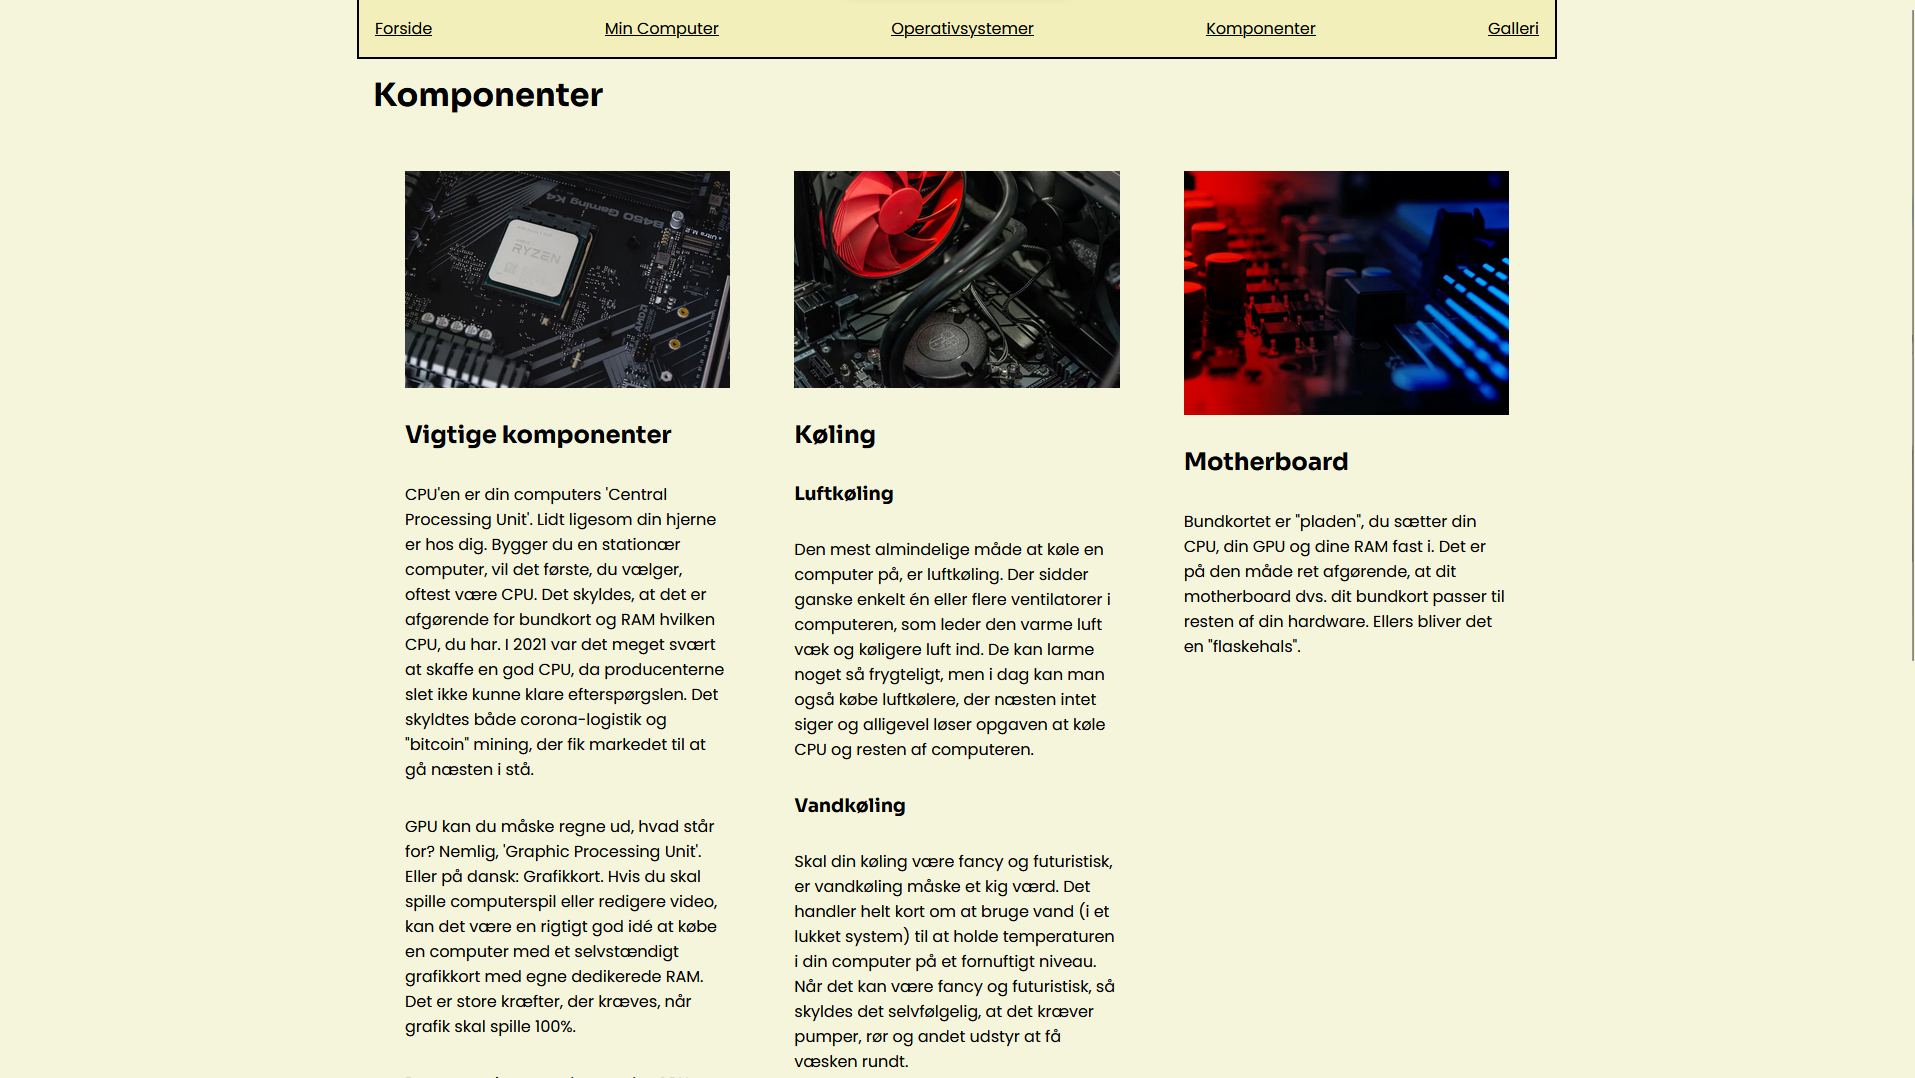 Forside
Min Computer
Operativsystemer
Komponenter
Galleri
Komponenter
B450 Gaming K4
RYZEN
AMD
Vigtige komponenter
CPU'en er din computers 'Central
Processing Unit'. Lidt ligesom din hjerne
er hos dig. Bygger du en stationær
computer, vil det første, du vælger,
oftest være CPU. Det skyldes, at det er
afgørende for bundkort og RAM hvilken
CPU, du har. I 2021 var det meget svært
at skaffe en god CPU, da producenterne
slet ikke kunne klare efterspørgslen. Det
skyldtes både corona-logistik og
"bitcoin" mining, der fik markedet til at
gå næsten i stå.
GPU kan du måske regne ud, hvad står
for? Nemlig, 'Graphic Processing Unit'.
Eller på dansk: Grafikkort. Hvis du skal
spille computerspil eller redigere video,
kan det være en rigtigt god idé at købe
en computer med et selvstændigt
grafikkort med egne dedikerede RAM.
Det er store kræfter, der kræves, når
grafik skal spille 100%.
Køling
Luftkøling
Den mest almindelige måde at køle en
computer på, er luftkøling. Der sidder
ganske enkelt én eller flere ventilatorer i
computeren, som leder den varme luft
væk og køligere luft ind. De kan larme
noget så frygteligt, men i dag kan man
også købe luftkølere, der næsten intet
siger og alligevel løser opgaven at køle
CPU og resten af computeren.
Vandkøling
Skal din køling være fancy og futuristisk,
er vandkøling måske et kig værd. Det
handler helt kort om at bruge vand (i et
lukket system) til at holde temperaturen
i din computer på et fornuftigt niveau.
Når det kan være fancy og futuristisk, så
skyldes det selvfølgelig, at det kræver
pumper, rør og andet udstyr at få
væsken rundt.
Motherboard
Bundkortet er "pladen", du sætter din
CPU, din GPU og dine RAM fast i. Det er
på den måde ret afgørende, at dit
motherboard dvs. dit bundkort passer til
resten af din hardware. Ellers bliver det
en "flaskehals".